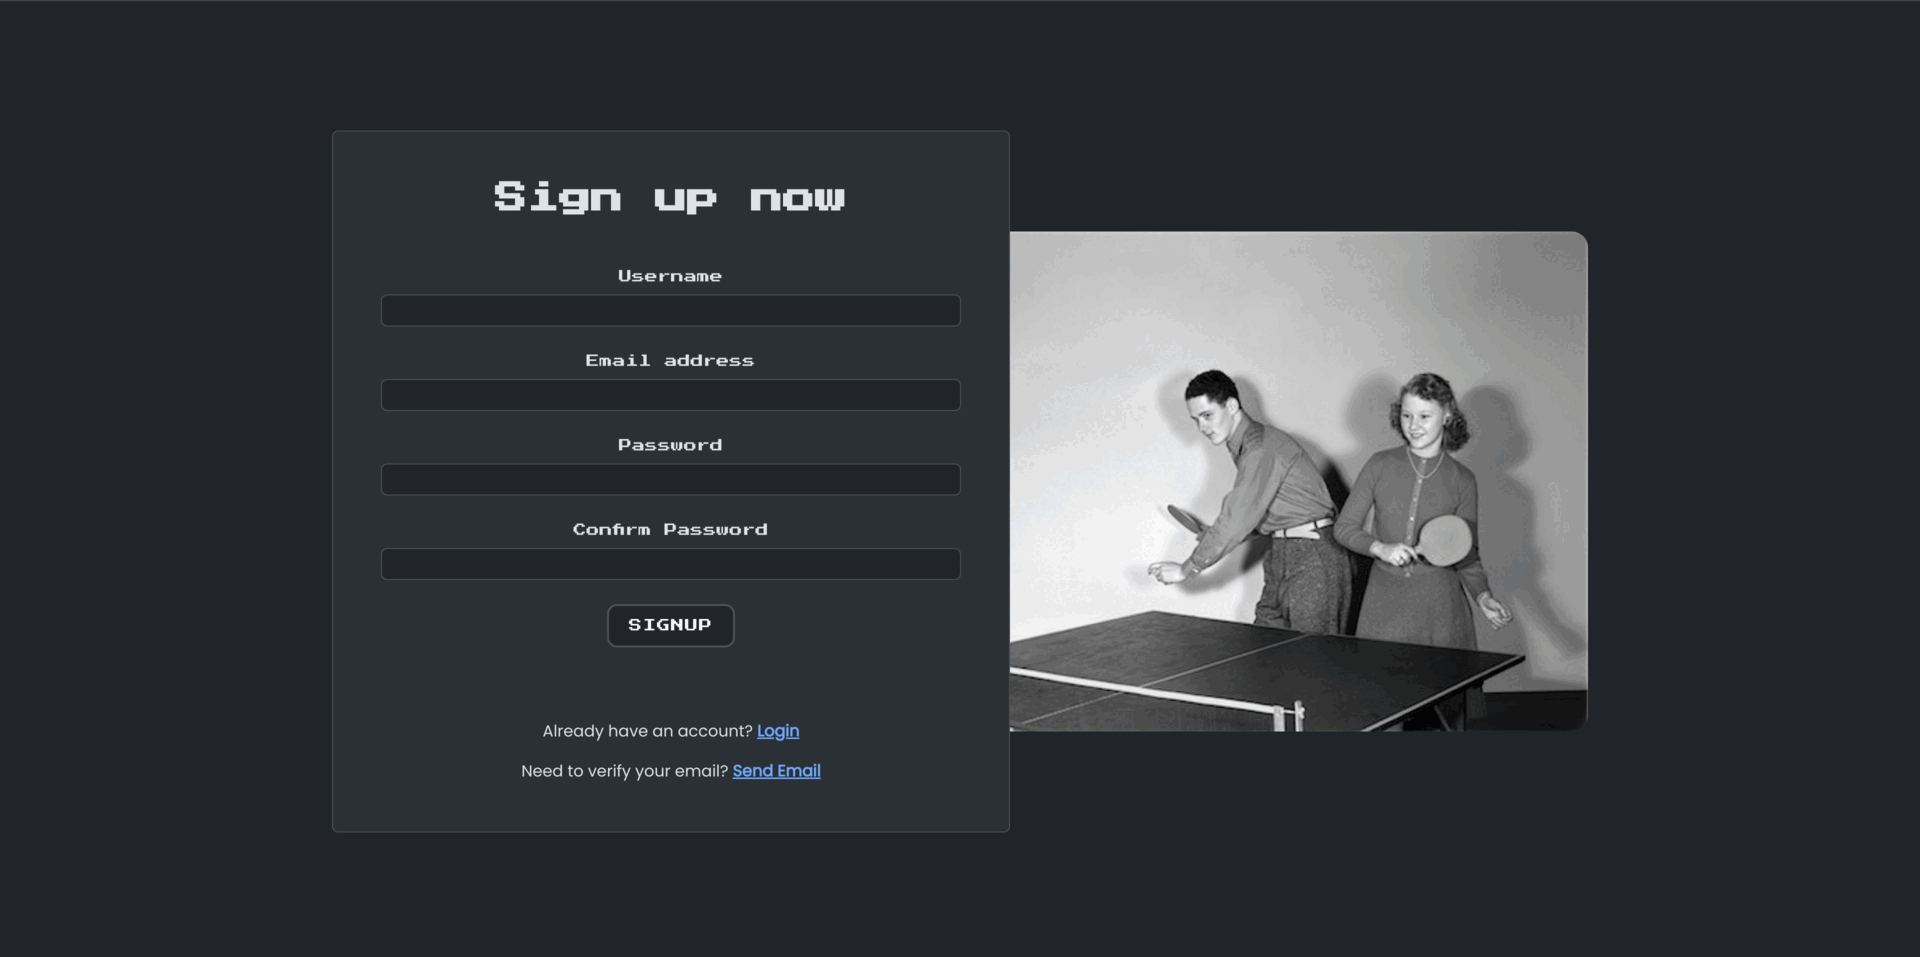 Sign up now
Username
Email address
Password
Confirm Password
SIGNUP
Already have an account? Login
Need to verify your email? Send Email